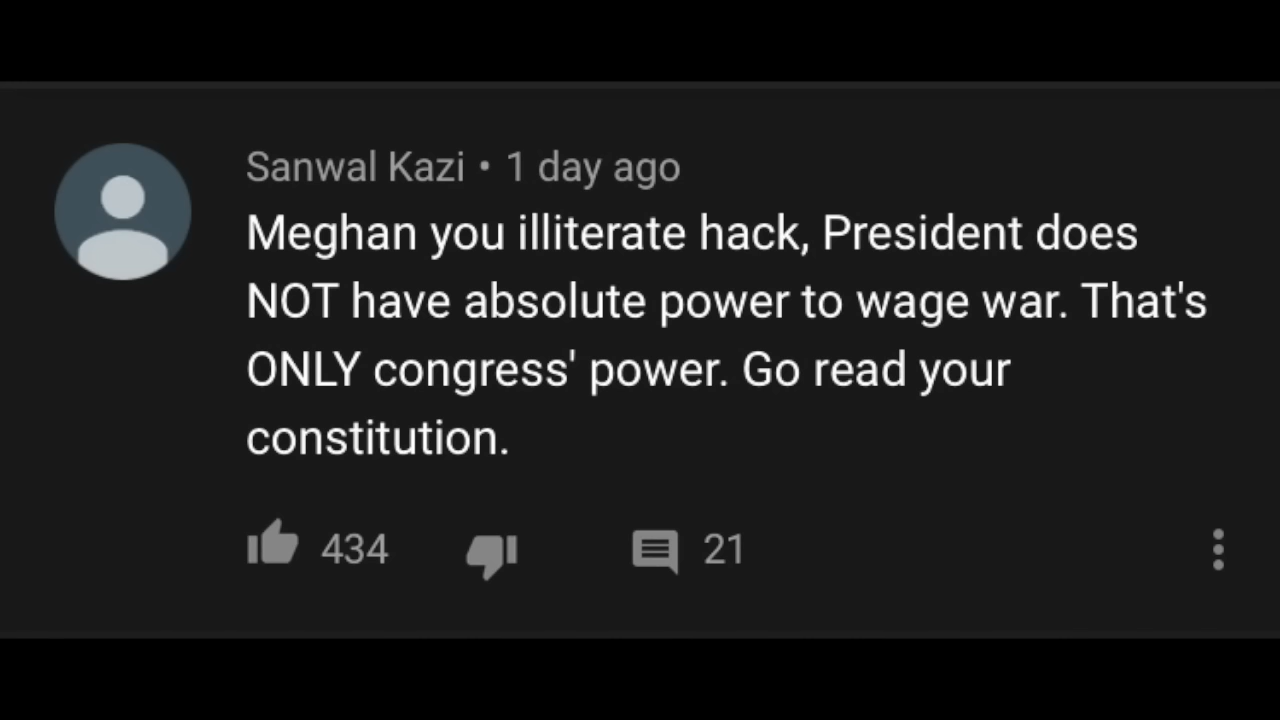 Sanwal Kazi • 1 day ago
Meghan you illiterate hack, President does
NOT have absolute power to wage war. That's
ONLY congress' power. Go read your
constitution.
434 21